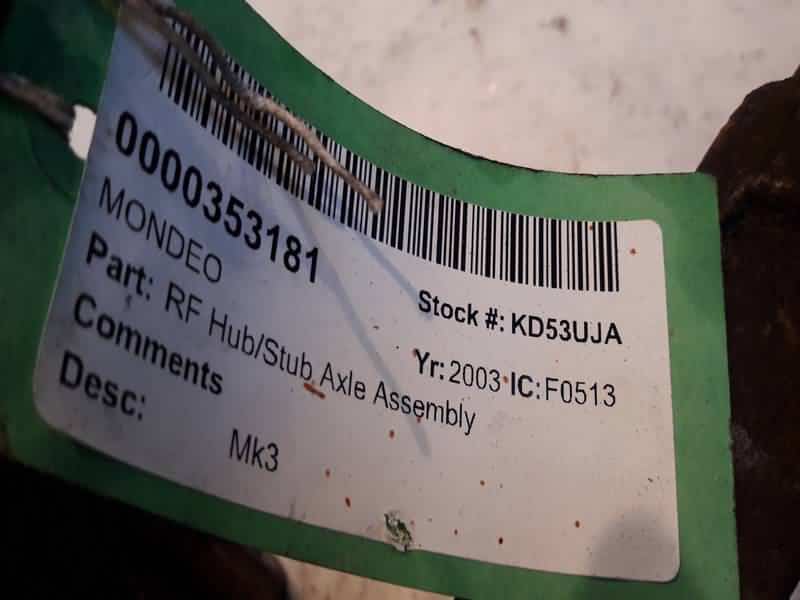 0000353181
MONDEO
Stock #: KD53UJA
Part: RF Hub/Stub Axle Assembly
Yr: 2003 IC: F0513
Comments
Desc:
Mk3